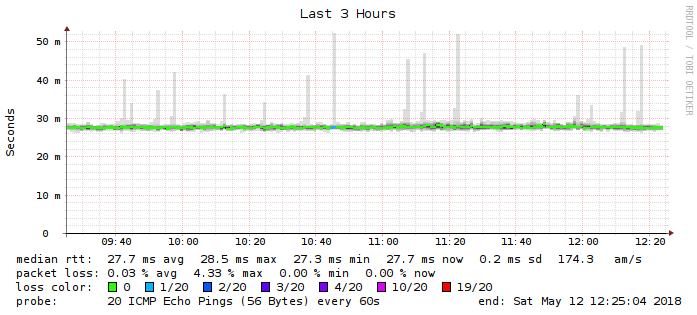 Last 3 Hours
RRDTOOL / TOBI OETIKER
Seconds
50 m
40 m
30 m
20 m
10 m
0
09:40 10:00 10:20 10:40 11:00 11:20 11:40 12:00 12:20
median rtt: 27.7 ms avg 28.5 ms max 27.3 ms min 27.7 ms now 0.2 ms sd 174.3 am/s
packet loss: 0.03 % avg 4.33 % max 0.00 % min 0.00 % now
loss color: 0 1/20 2/20 3/20 4/20 10/20 19/20
probe: 20 ICMP Echo Pings (56 Bytes) every 60s end: Sat May 12 12:25:04 2018